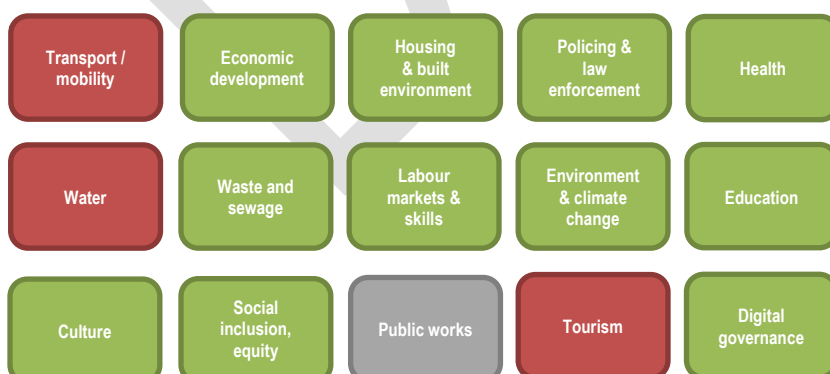 Transport /
mobility
Economic
development
Housing
& built
environment
Policing &
law
enforcement
Health
Water
Waste and
sewage
Labour
markets &
skills
Environment
& climate
change
Education
Culture
Social
inclusion,
equity
Public works
Tourism
Digital
governance